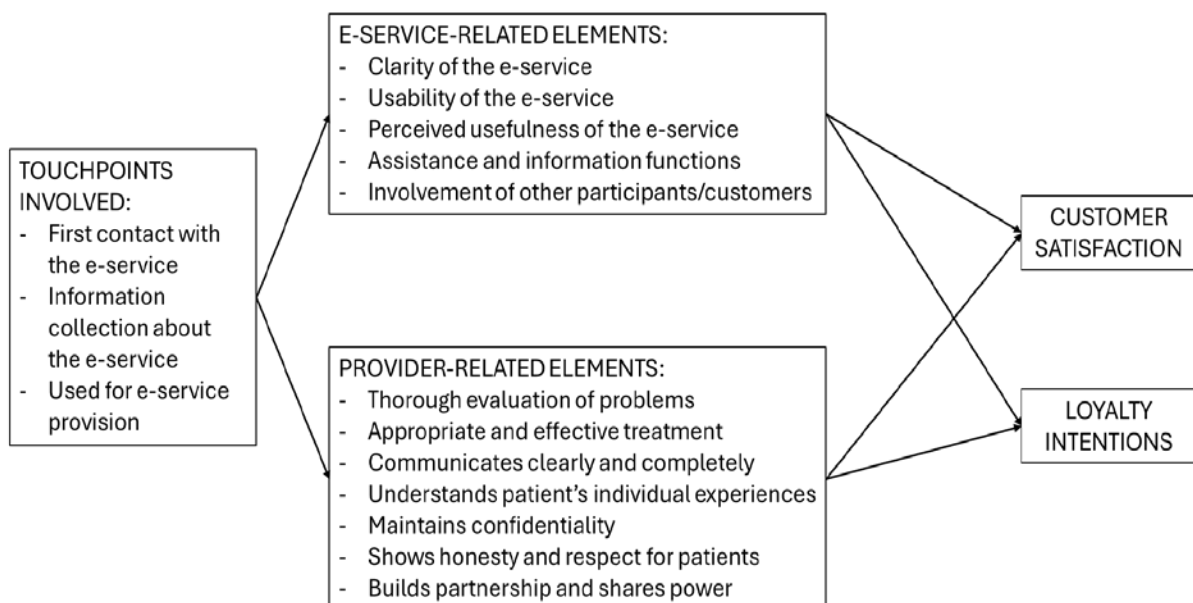 TOUCHPOINTS
INVOLVED:
- First contact with
the e-service
- Information
collection about
the e-service
- Used for e-service
provision
E-SERVICE-RELATED ELEMENTS:
- Clarity of the e-service
- Usability of the e-service
- Perceived usefulness of the e-service
- Assistance and information functions
- Involvement of other participants/customers
PROVIDER-RELATED ELEMENTS:
- Thorough evaluation of problems
- Appropriate and effective treatment
- Communicates clearly and completely
- Understands patient's individual experiences
- Maintains confidentiality
- Shows honesty and respect for patients
- Builds partnership and shares power
CUSTOMER
SATISFACTION
LOYALTY
INTENTIONS